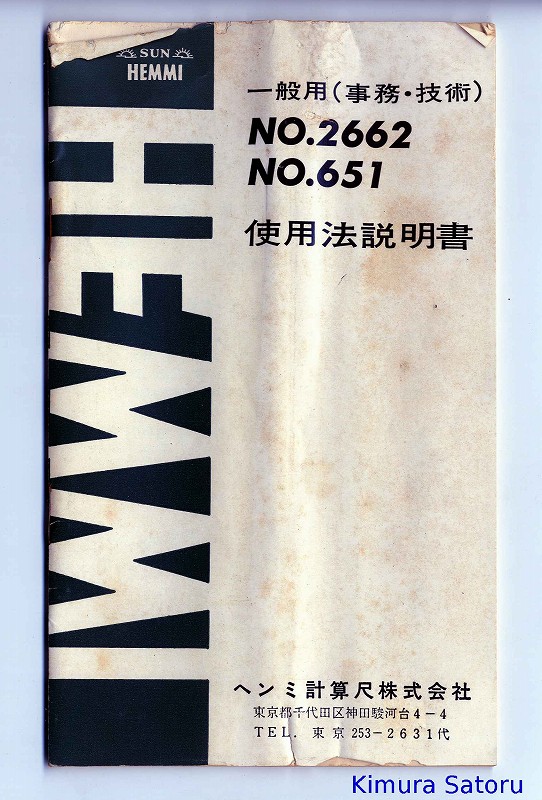 SUN
HEMMI
HEMMI
一般用(事務・技術)
NO.2662
NO.651
使用法説明書
ヘンミ計算尺株式会社
東京都千代田区神田駿河台4-4
TEL. 東京 253-2631代
Kimura Satoru